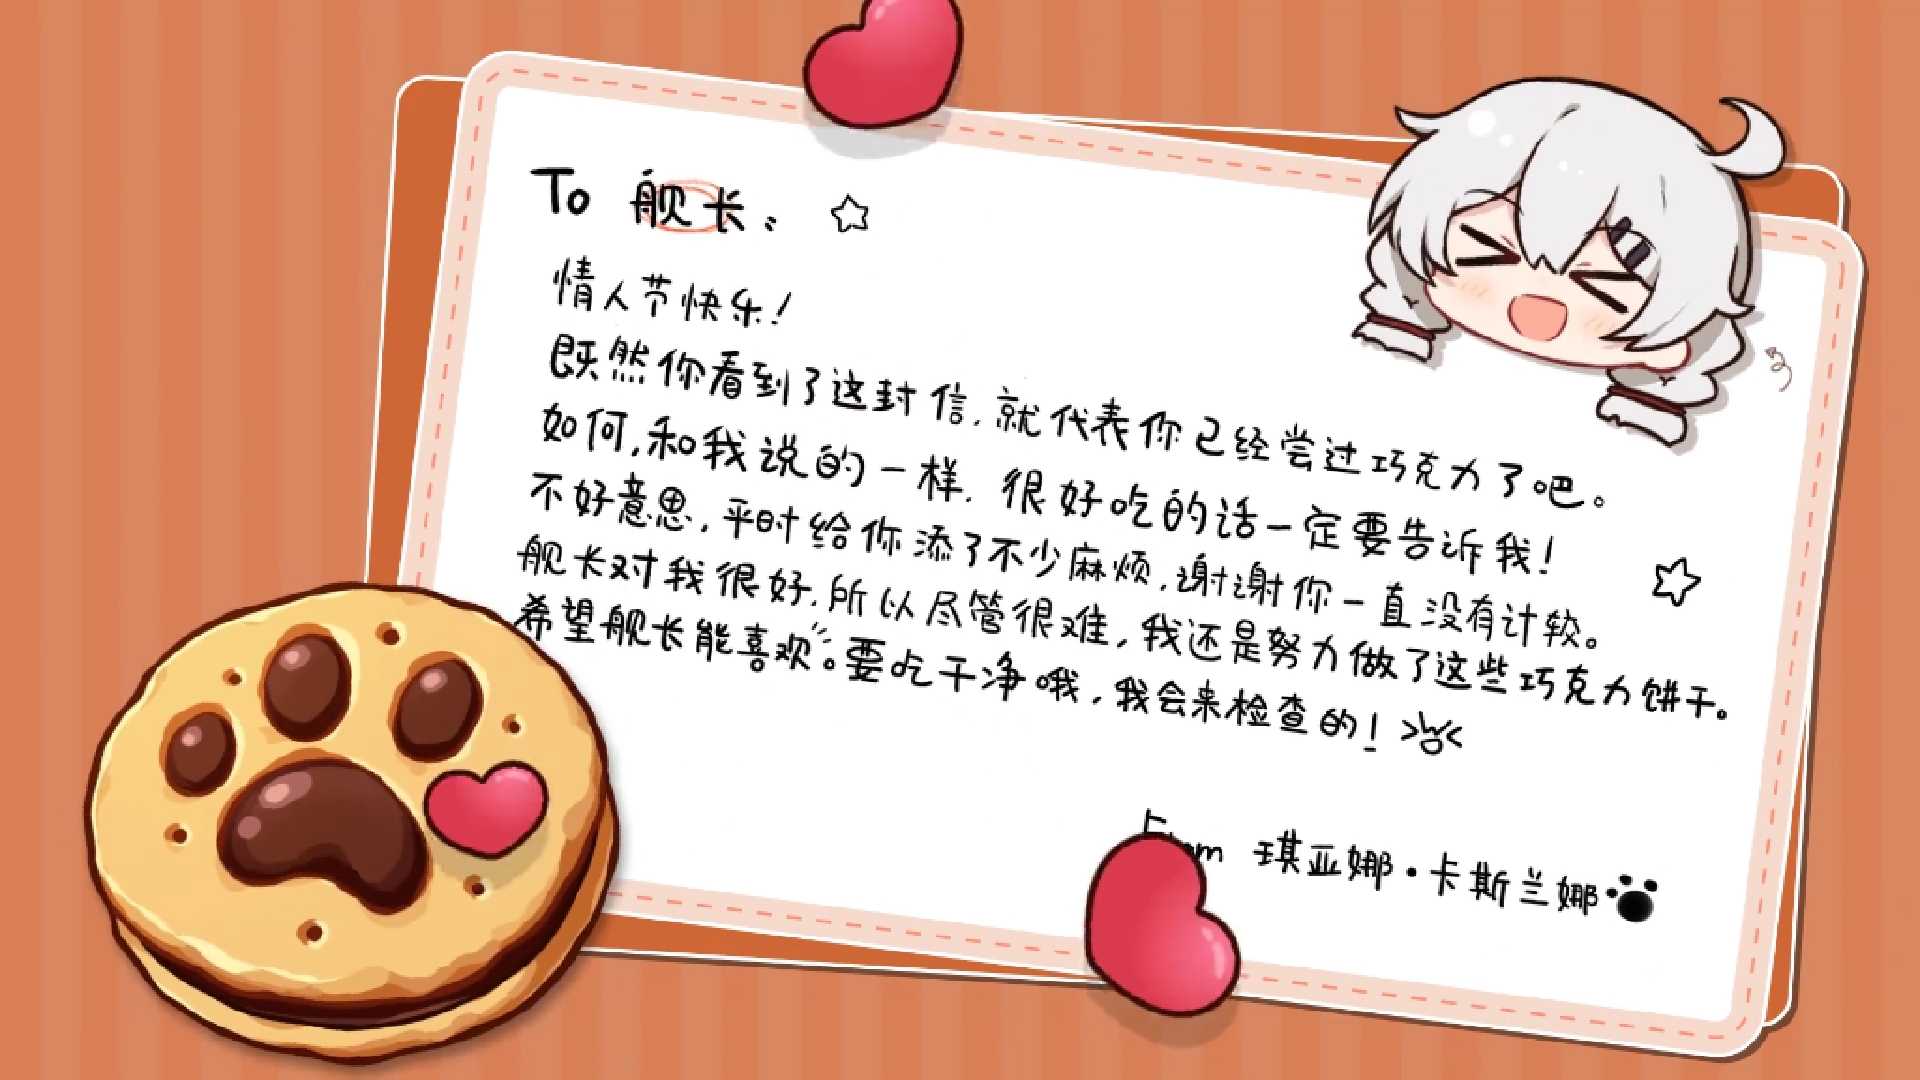 To 舰长：
情人节快乐！
既然你看到了这封信，就代表你已经尝过巧克力了吧。
如何，和我说的一样，很好吃的话一定要告诉我！
不好意思，平时给你添了不少麻烦，谢谢你一直没有计较。
舰长对我很好，所以尽管很难，我还是努力做了这些巧克力饼干。
希望舰长能喜欢。要吃干净哦，我会来检查的！
From 琪亚娜·卡斯兰娜